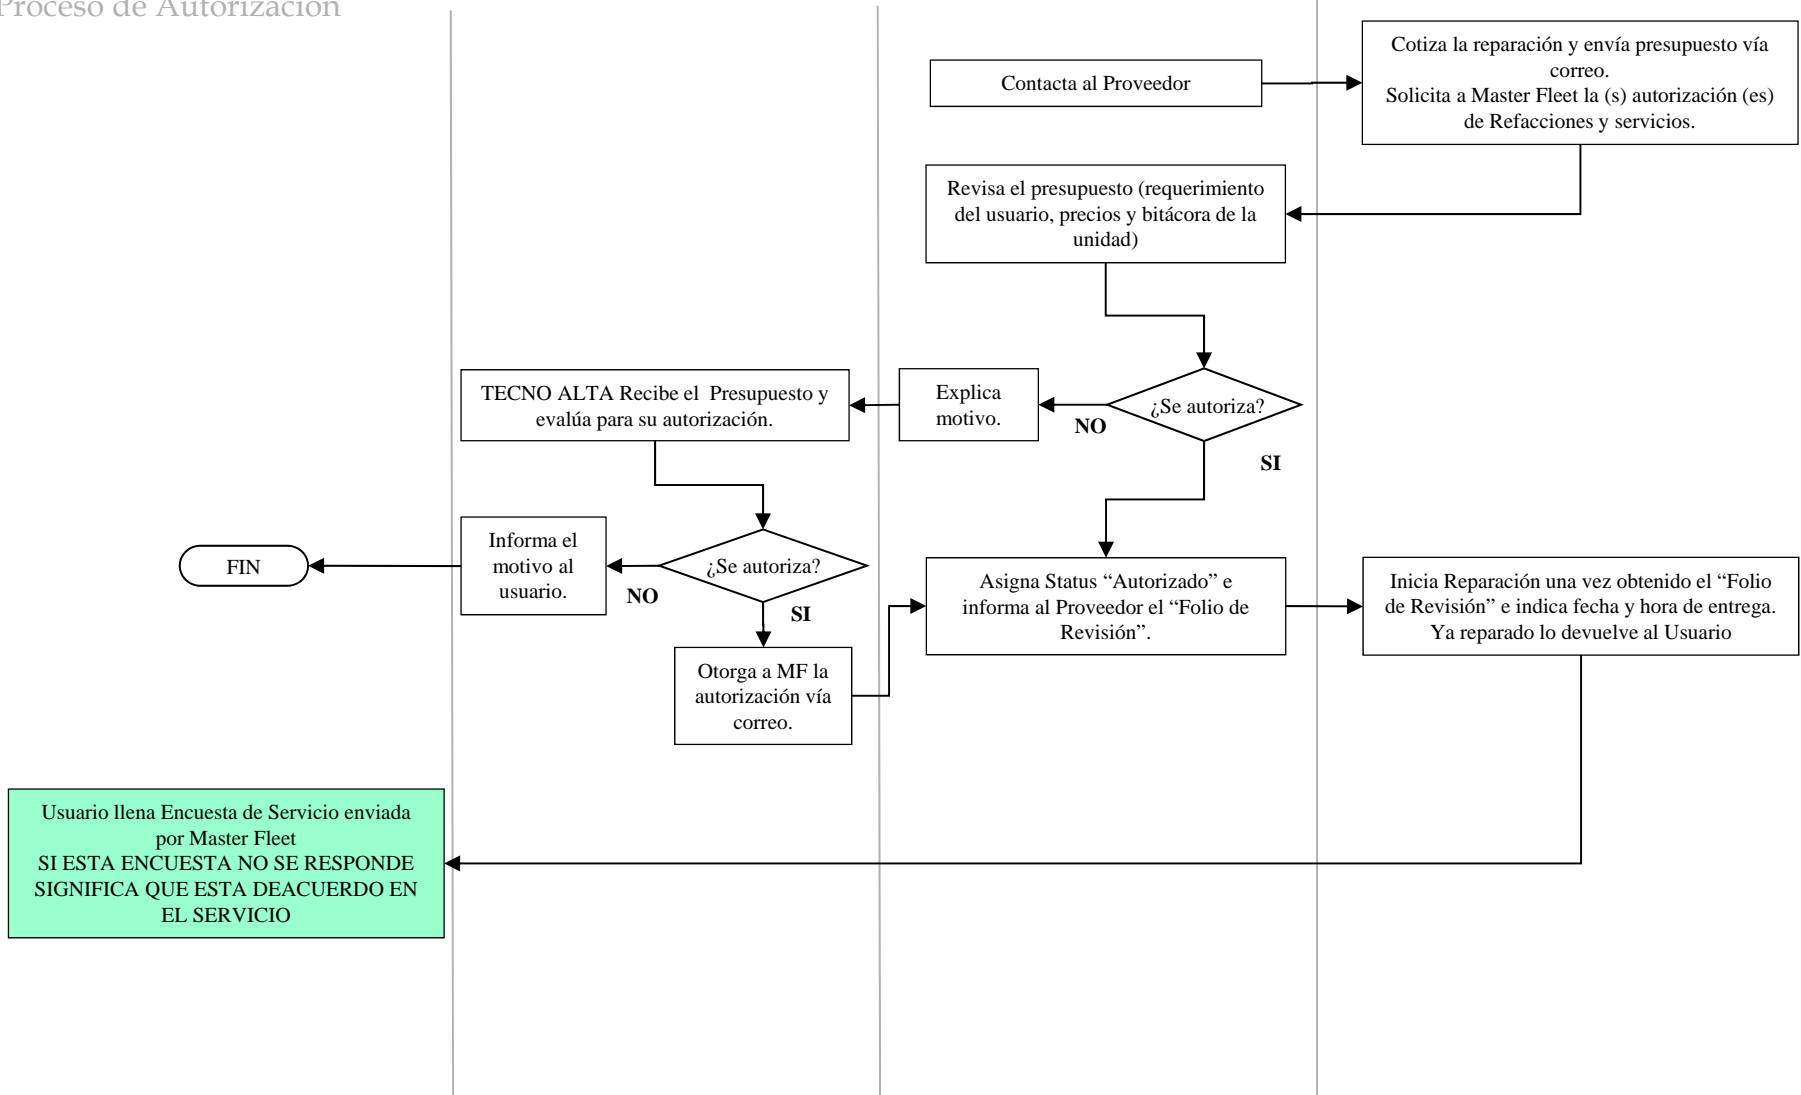 Proceso de Autorización
Contacta al Proveedor
Cotiza la reparación y envía presupuesto vía
correo.
Solicita a Master Fleet la (s) autorización (es)
de Refacciones y servicios.
Revisa el presupuesto (requerimiento
del usuario, precios y bitácora de la
unidad)
TECNO ALTA Recibe el  Presupuesto y
evalúa para su autorización.
Explica
motivo.
NO
¿Se autoriza?
SI
FIN
Informa el
motivo al
usuario.
NO
¿Se autoriza?
SI
Asigna Status “Autorizado” e
informa al Proveedor el “Folio de
Revisión”.
Inicia Reparación una vez obtenido el “Folio
de Revisión” e indica fecha y hora de entrega.
Ya reparado lo devuelve al Usuario
Otorga a MF la
autorización vía
correo.
Usuario llena Encuesta de Servicio enviada
por Master Fleet
SI ESTA ENCUESTA NO SE RESPONDE
SIGNIFICA QUE ESTA DEACUERDO EN
EL SERVICIO